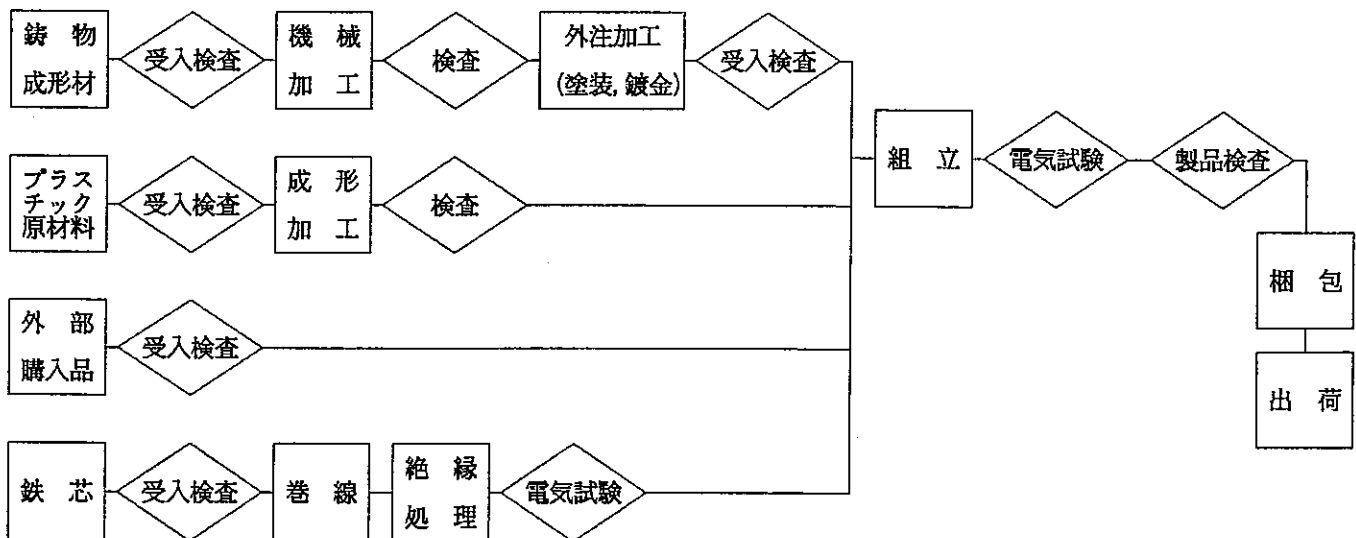 鋳物
成形材
受入検査
機械
加工
検査
外注加工
(塗装,鍍金)
受入検査
プラス
チック
原材料
受入検査
成形
加工
検査
外部
購入品
受入検査
鉄芯
受入検査
巻線
絶縁
処理
電気試験
組立
電気試験
製品検査
梱包
出荷